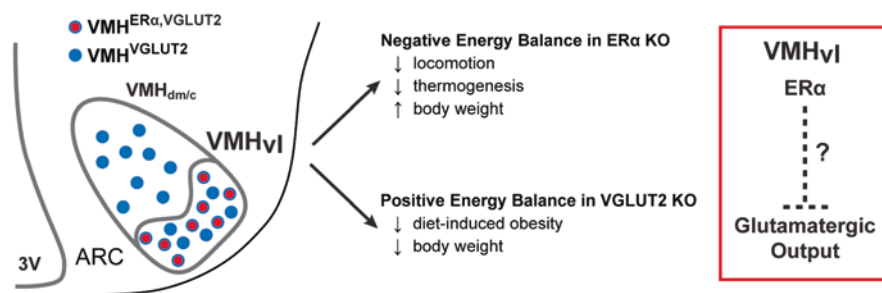 VMHERα,VGLUT2
VMHVGLUT2
VMHdm/c
VMHvl
ARC
3V
Negative Energy Balance in ERα KO
↓ locomotion
↓ thermogenesis
↑ body weight
Positive Energy Balance in VGLUT2 KO
↓ diet-induced obesity
↓ body weight
VMHvl
ERα
?
Glutamatergic
Output